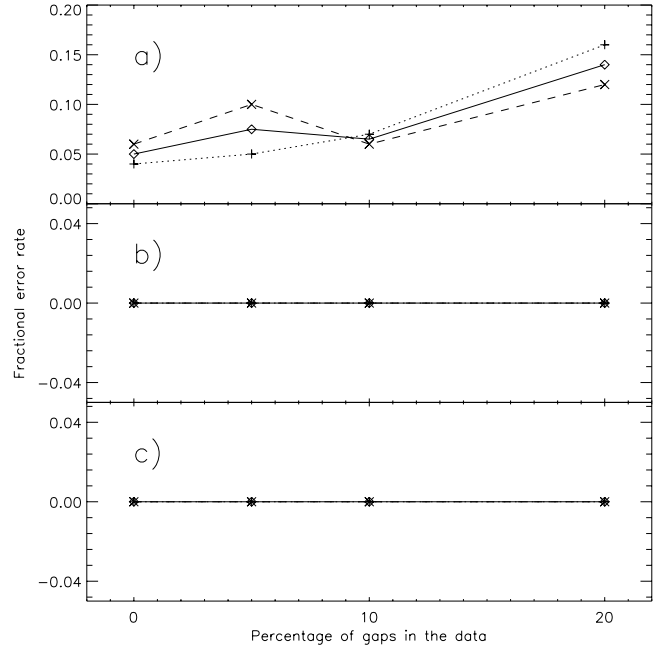 0.20
0.15
0.10
0.05
0.00
a)
0.04
0.00
−0.04
b)
0.04
0.00
−0.04
c)
Fractional error rate
0 5 10 15 20
Percentage of gaps in the data